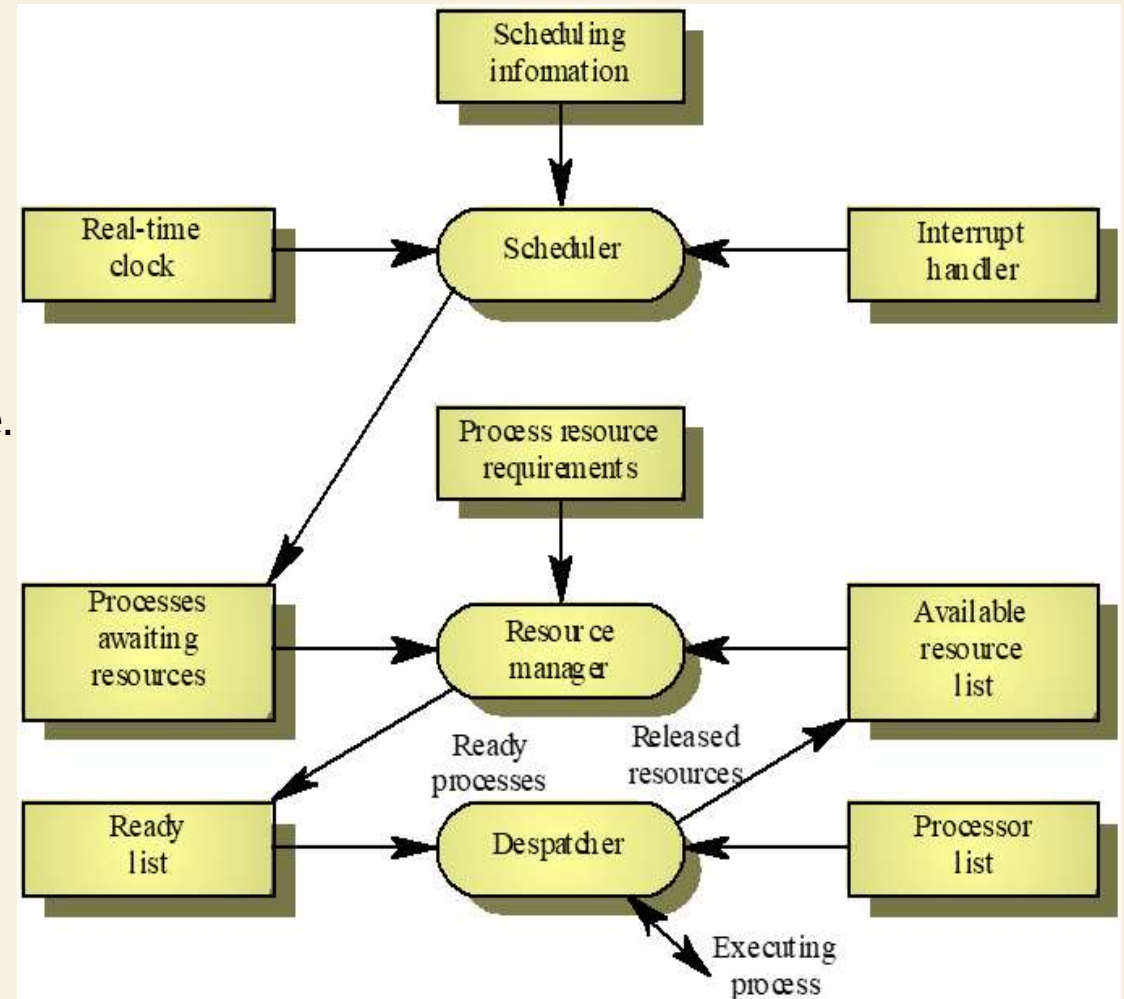 Scheduling
information
Real-time
clock
Scheduler
Interrupt
handler
Process resource
requirements
Processes
awaiting
resources
Resource
manager
Available
resource
list
Ready
processes
Released
resources
Ready
list
Despatcher
Processor
list
Executing
process